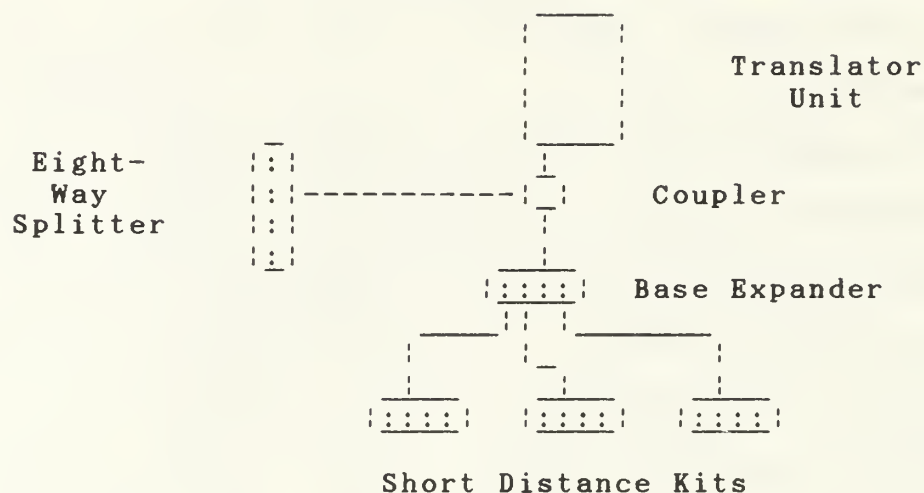 Translator
Unit
Eight-
Way
Splitter
Coupler
Base Expander
Short Distance Kits